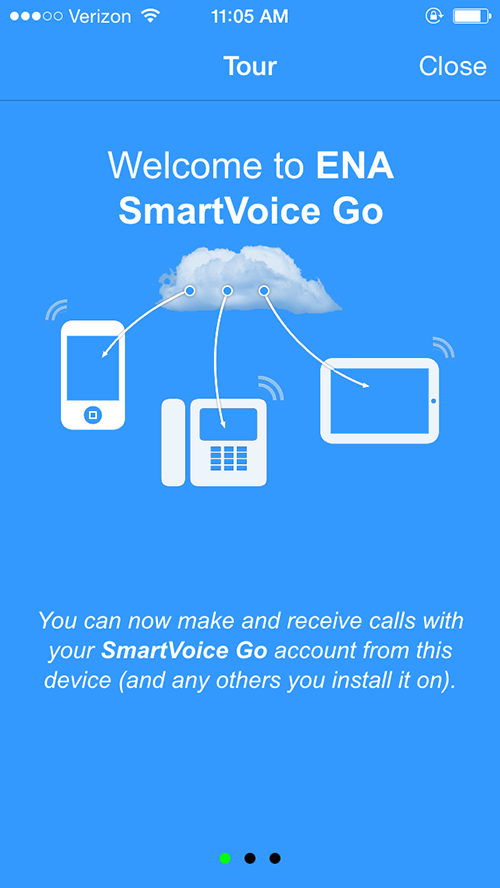 Verizon 11:05 AM
Tour Close
Welcome to ENA
SmartVoice Go
You can now make and receive calls with
your SmartVoice Go account from this
device (and any others you install it on).